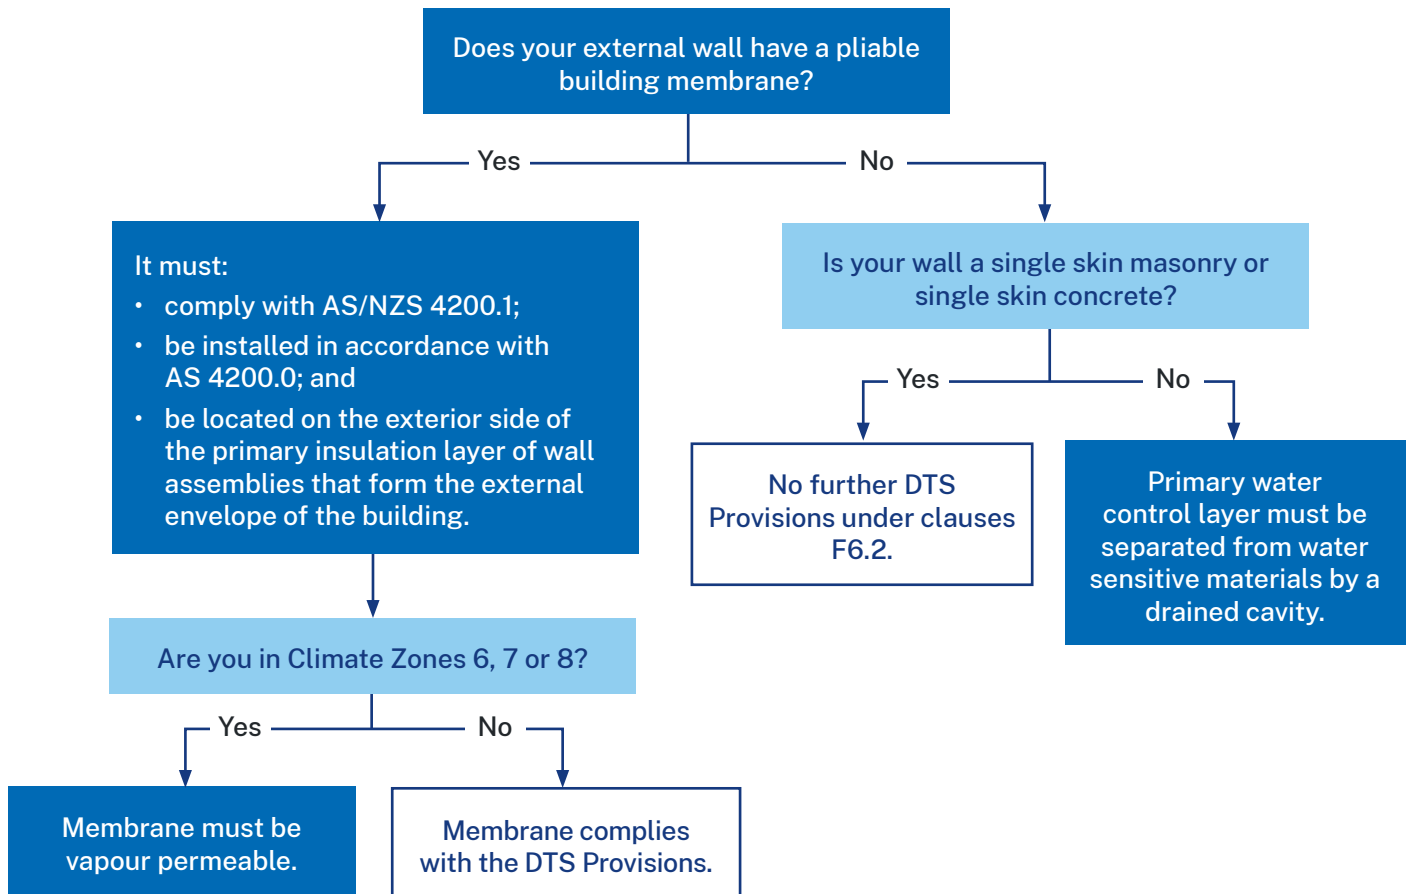 Does your external wall have a pliable
building membrane?
Yes
No
It must:
• comply with AS/NZS 4200.1;
• be installed in accordance with
AS 4200.0; and
• be located on the exterior side of
the primary insulation layer of wall
assemblies that form the external
envelope of the building.
Is your wall a single skin masonry or
single skin concrete?
Yes
No
No further DTS
Provisions under clauses
F6.2.
Primary water
control layer must be
separated from water
sensitive materials by a
drained cavity.
Are you in Climate Zones 6, 7 or 8?
Yes
No
Membrane must be
vapour permeable.
Membrane complies
with the DTS Provisions.